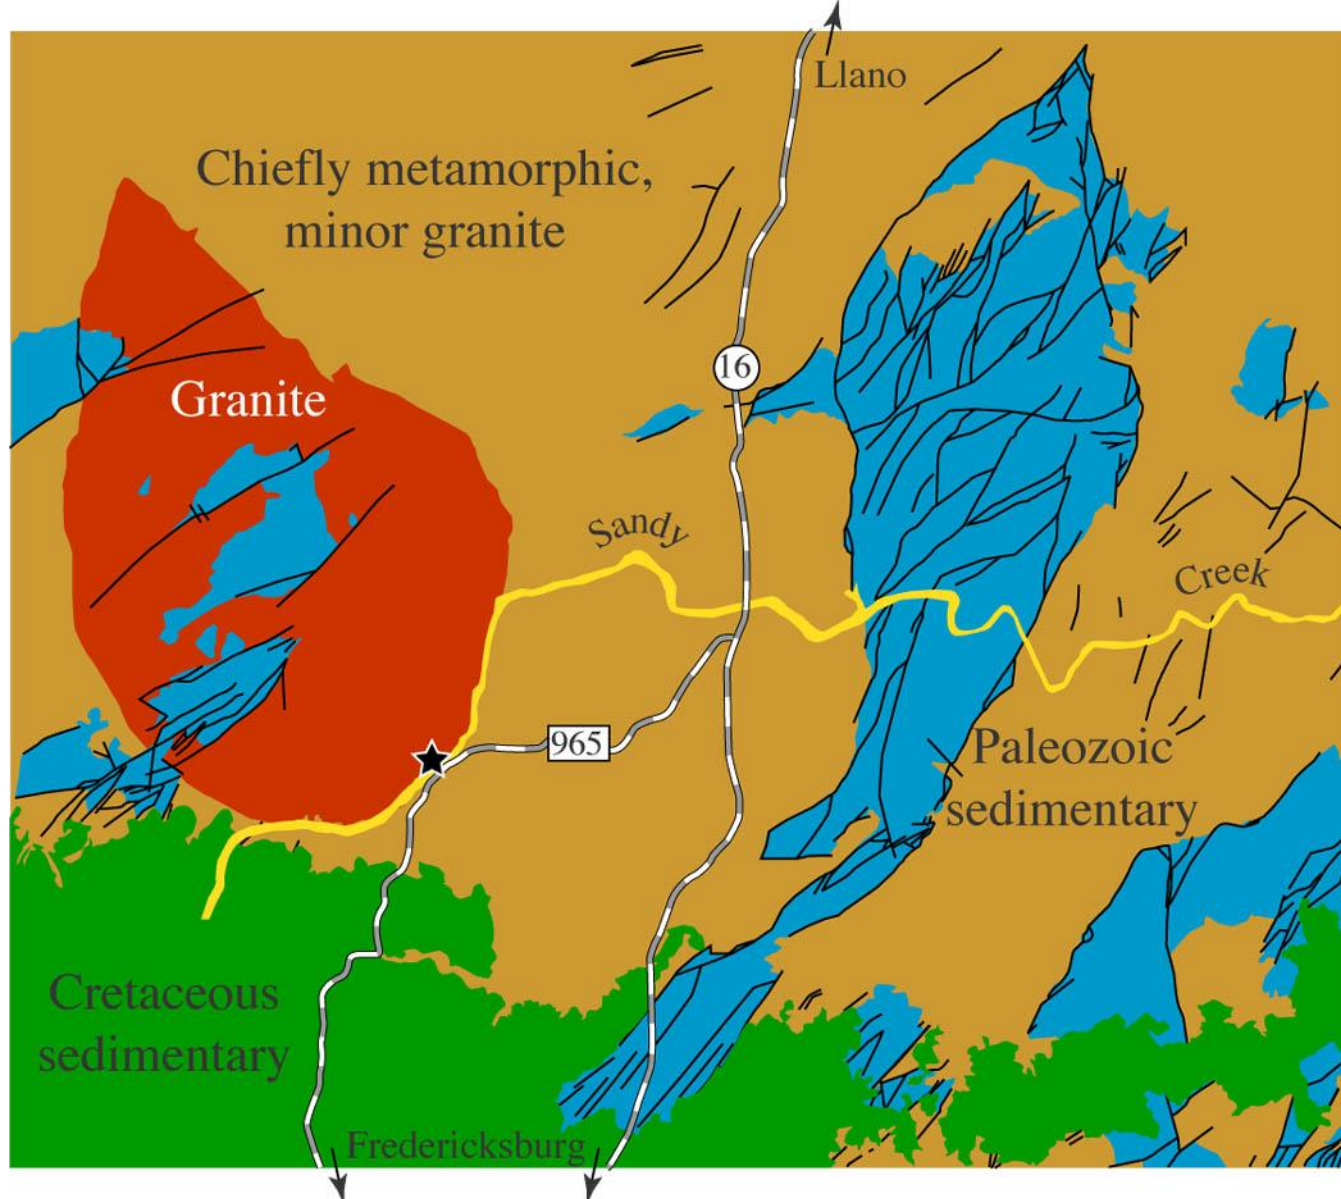 Llano
Chiefly metamorphic,
minor granite
16
Granite
Sandy
Creek
965
Paleozoic
sedimentary
Cretaceous
sedimentary
Fredericksburg